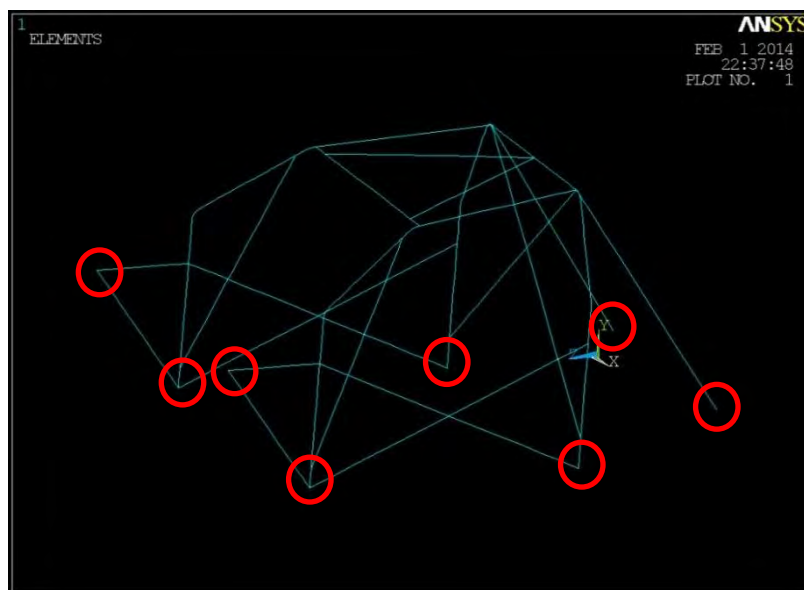 1
ELEMENTS
ANSYS
FEB 1 2014
22:37:48
PLOT NO. 1
Y
Z
X